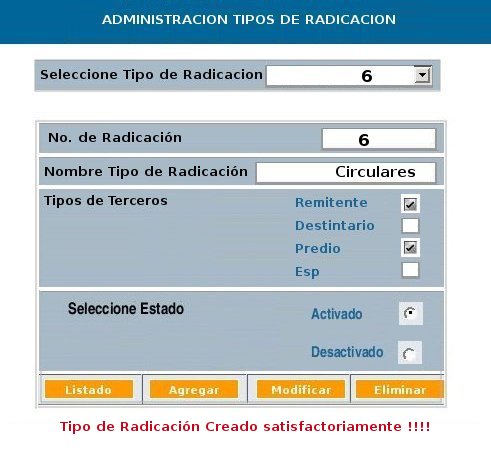 ADMINISTRACION TIPOS DE RADICACION
Seleccione Tipo de Radicacion 6
No. de Radicación 6
Nombre Tipo de Radicación Circulares
Tipos de Terceros Remitente
Destintario
Predio
Esp
Seleccione Estado Activado
Desactivado
Listado Agregar Modificar Eliminar
Tipo de Radicación Creado satisfactoriamente !!!!